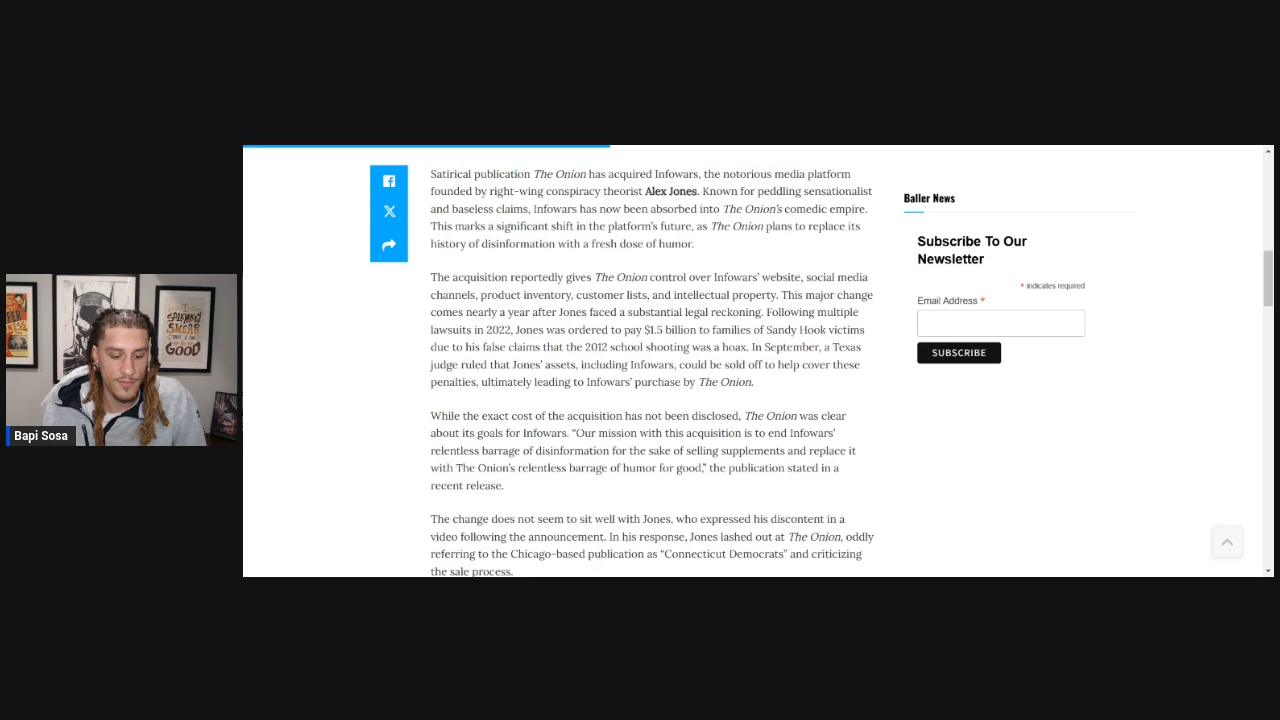 Satirical publication The Onion has acquired Infowars, the notorious media platform
founded by right-wing conspiracy theorist Alex Jones. Known for peddling sensationalist
and baseless claims, Infowars has now been absorbed into The Onion's comedic empire.
This marks a significant shift in the platform's future, as The Onion plans to replace its
history of disinformation with a fresh dose of humor.
The acquisition reportedly gives The Onion control over Infowars' website, social media
channels, product inventory, customer lists, and intellectual property. This major change
comes nearly a year after Jones faced a substantial legal reckoning. Following multiple
lawsuits in 2022, Jones was ordered to pay $1.5 billion to families of Sandy Hook victims
due to his false claims that the 2012 school shooting was a hoax. In September, a Texas
judge ruled that Jones' assets, including Infowars, could be sold off to help cover these
penalties, ultimately leading to Infowars' purchase by The Onion.
While the exact cost of the acquisition has not been disclosed, The Onion was clear
about its goals for Infowars. “Our mission with this acquisition is to end Infowars'
relentless barrage of disinformation for the sake of selling supplements and replace it
with The Onion's relentless barrage of humor for good,” the publication stated in a
recent release.
The change does not seem to sit well with Jones, who expressed his discontent in a
video following the announcement. In his response, Jones lashed out at The Onion, oddly
referring to the Chicago-based publication as “Connecticut Democrats” and criticizing
the sale process.
Baller News
Subscribe To Our
Newsletter
* indicates required
Email Address *
SUBSCRIBE
SOLEMNLY
SWEAR
THAT I AM
UP TO NO
GOOD
Bapi Sosa